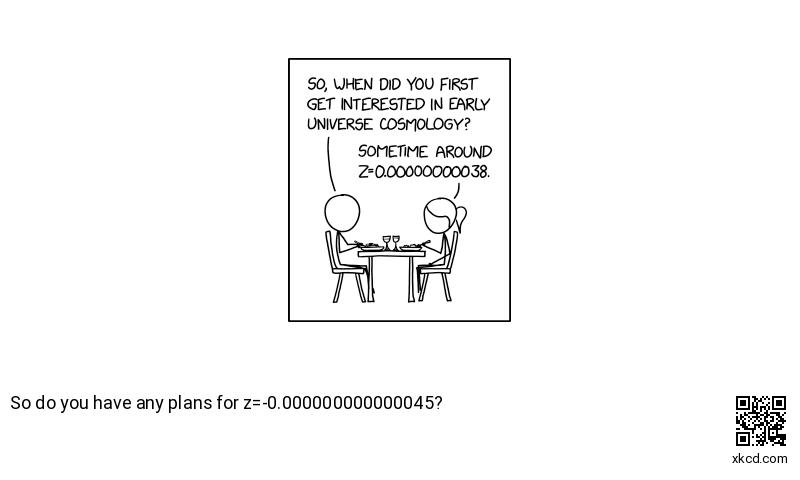 SO, WHEN DID YOU FIRST
GET INTERESTED IN EARLY
UNIVERSE COSMOLOGY?
SOMETIME AROUND
Z=0.00000000038.
So do you have any plans for z=-0.000000000000045?
xkcd.com